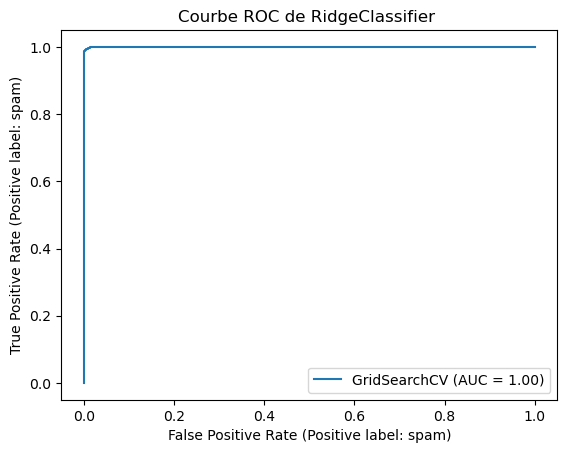 Courbe ROC de RidgeClassifier
True Positive Rate (Positive label: spam)
1.0
0.8
0.6
0.4
0.2
0.0
GridSearchCV (AUC = 1.00)
0.0 0.2 0.4 0.6 0.8 1.0
False Positive Rate (Positive label: spam)